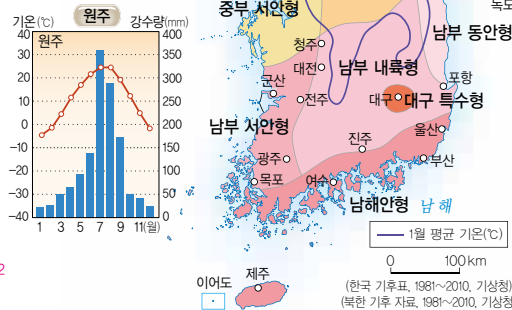 원주
기온(℃) 강수량(mm)
원주
40 400
30 350
20 300
10 250
0 200
-10 150
-20 100
-30 50
-40 0
1 3 5 7 9 11(월)
2
중부 서안형
독도
남부 동안형
청주
대전
남부 내륙형
군산
전주
포항
대구
대구 특수형
남부 서안형
울산
진주
광주
부산
목포
여수
남해안형
남해
1월 평균 기온(℃)
0 100㎞
이어도
제주
(한국 기후표, 1981~2010, 기상청)
(북한 기후 자료, 1981~2010, 기상청)